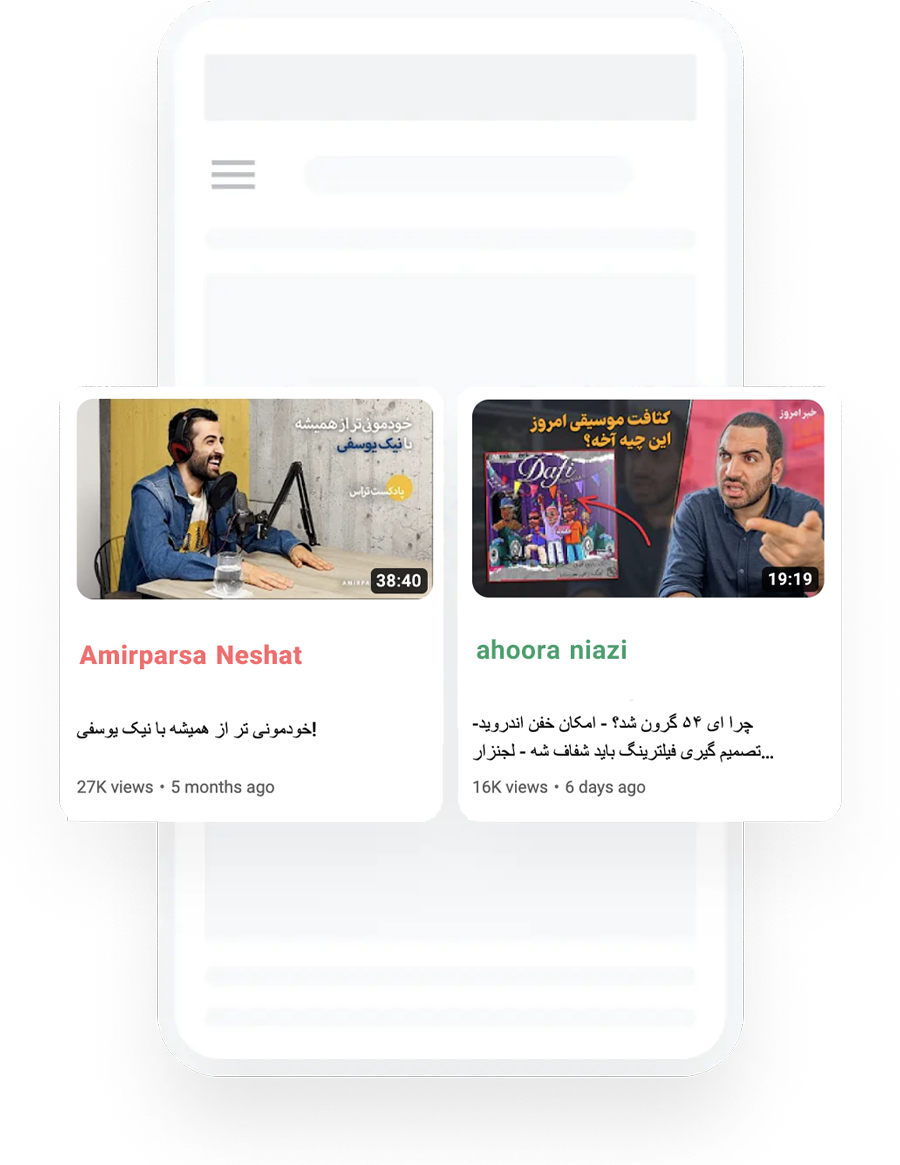 خودمونی‌تر از همیشه
با نیک یوسفی
پادکست تراس
38:40
Amirparsa Neshat
خودمونی تر از همیشه با نیک یوسفی!
27K views • 5 months ago
خبر امروز
کثافت موسیقی امروز
این چیه آخه؟
Dafi
19:19
ahoora niazi
چرا ای ۵۴ گرون شد؟ - امکان خفن اندروید-
تصمیم گیری فیلترینگ باید شفاف شه - لجنزار...
16K views • 6 days ago